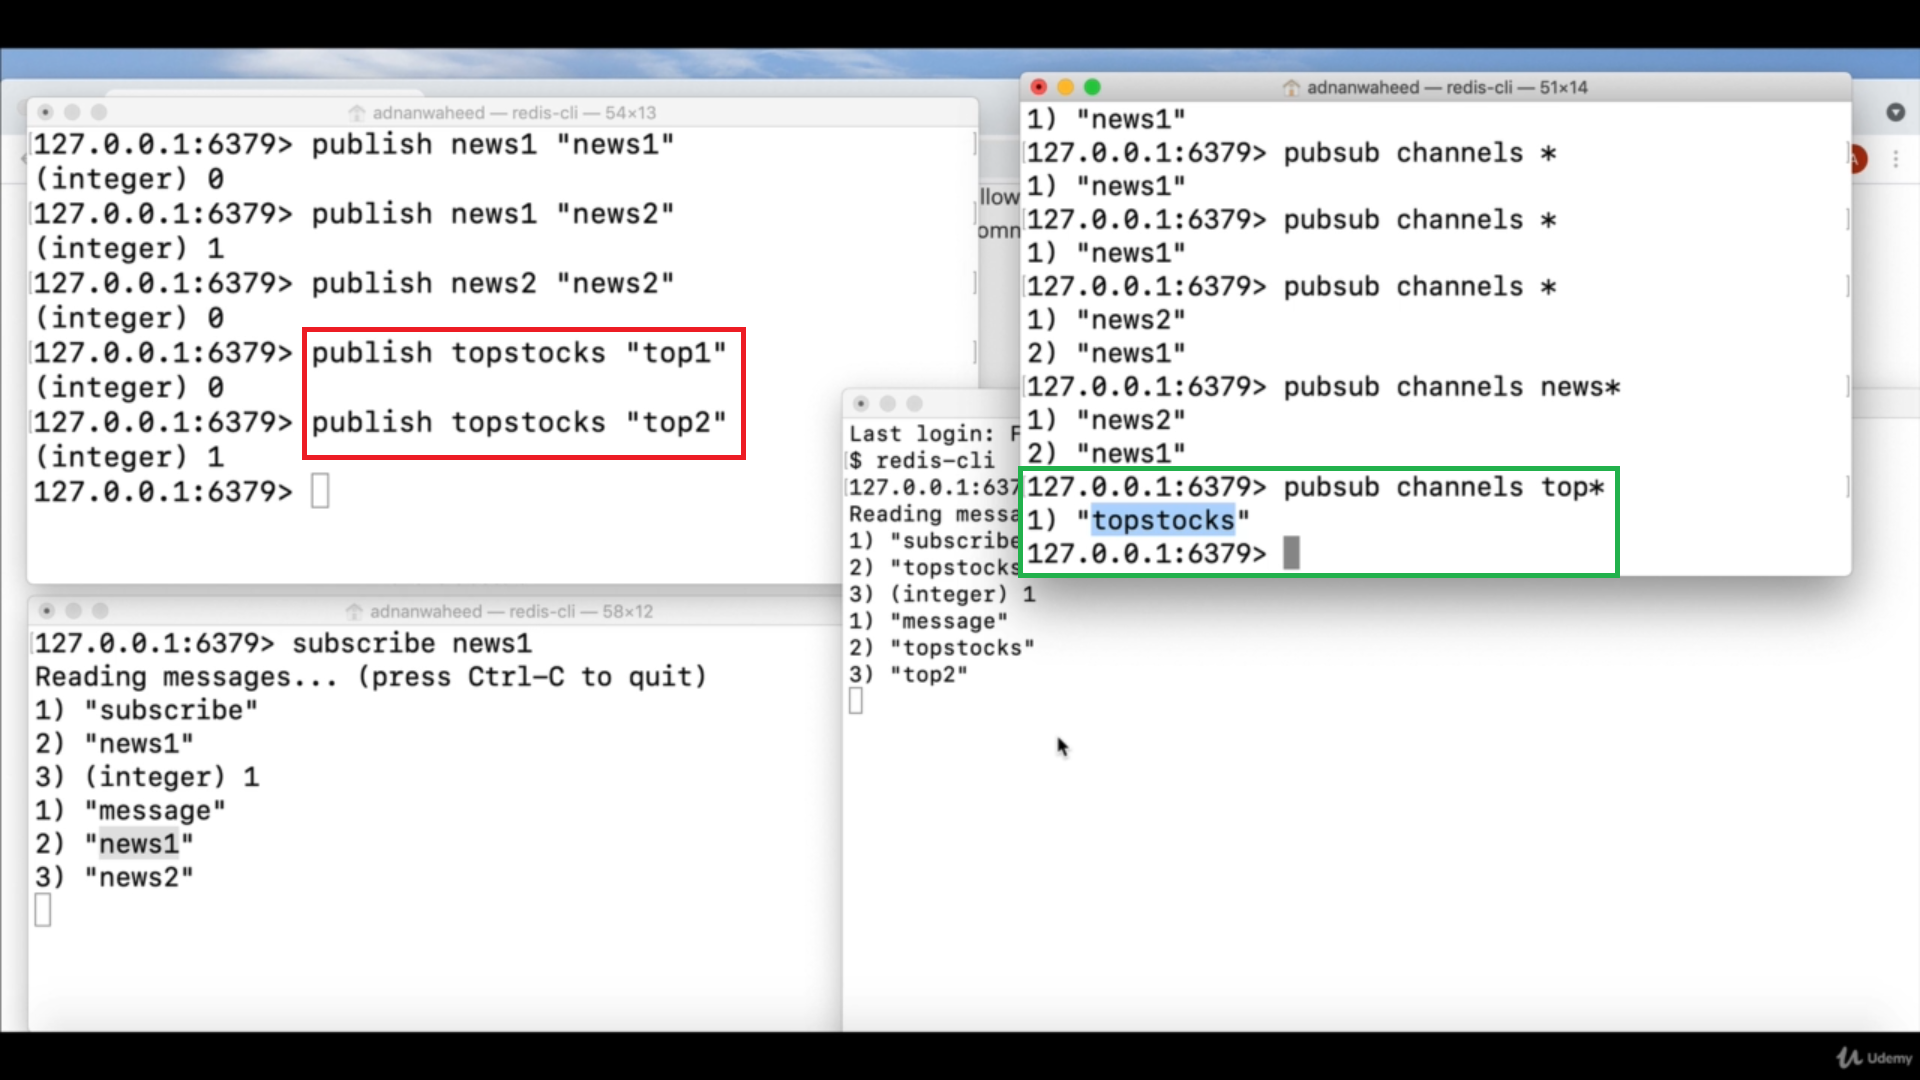 adnanwaheed — redis-cli — 54×13
127.0.0.1:6379> publish news1 "news1"
(integer) 0
127.0.0.1:6379> publish news1 "news2"
(integer) 1
127.0.0.1:6379> publish news2 "news2"
(integer) 0
127.0.0.1:6379> publish topstocks "top1"
(integer) 0
127.0.0.1:6379> publish topstocks "top2"
(integer) 1
127.0.0.1:6379>
adnanwaheed — redis-cli — 51×14
1) "news1"
127.0.0.1:6379> pubsub channels *
1) "news1"
127.0.0.1:6379> pubsub channels *
1) "news1"
127.0.0.1:6379> pubsub channels *
1) "news2"
2) "news1"
127.0.0.1:6379> pubsub channels news*
1) "news2"
2) "news1"
127.0.0.1:6379> pubsub channels top*
1) "topstocks"
127.0.0.1:6379>
llow
omn
A
adnanwaheed — redis-cli — 58×12
127.0.0.1:6379> subscribe news1
Reading messages... (press Ctrl-C to quit)
1) "subscribe"
2) "news1"
3) (integer) 1
1) "message"
2) "news1"
3) "news2"
Last login: F
$ redis-cli
127.0.0.1:637
Reading messa
1) "subscribe
2) "topstocks
3) (integer) 1
1) "message"
2) "topstocks"
3) "top2"
Udemy